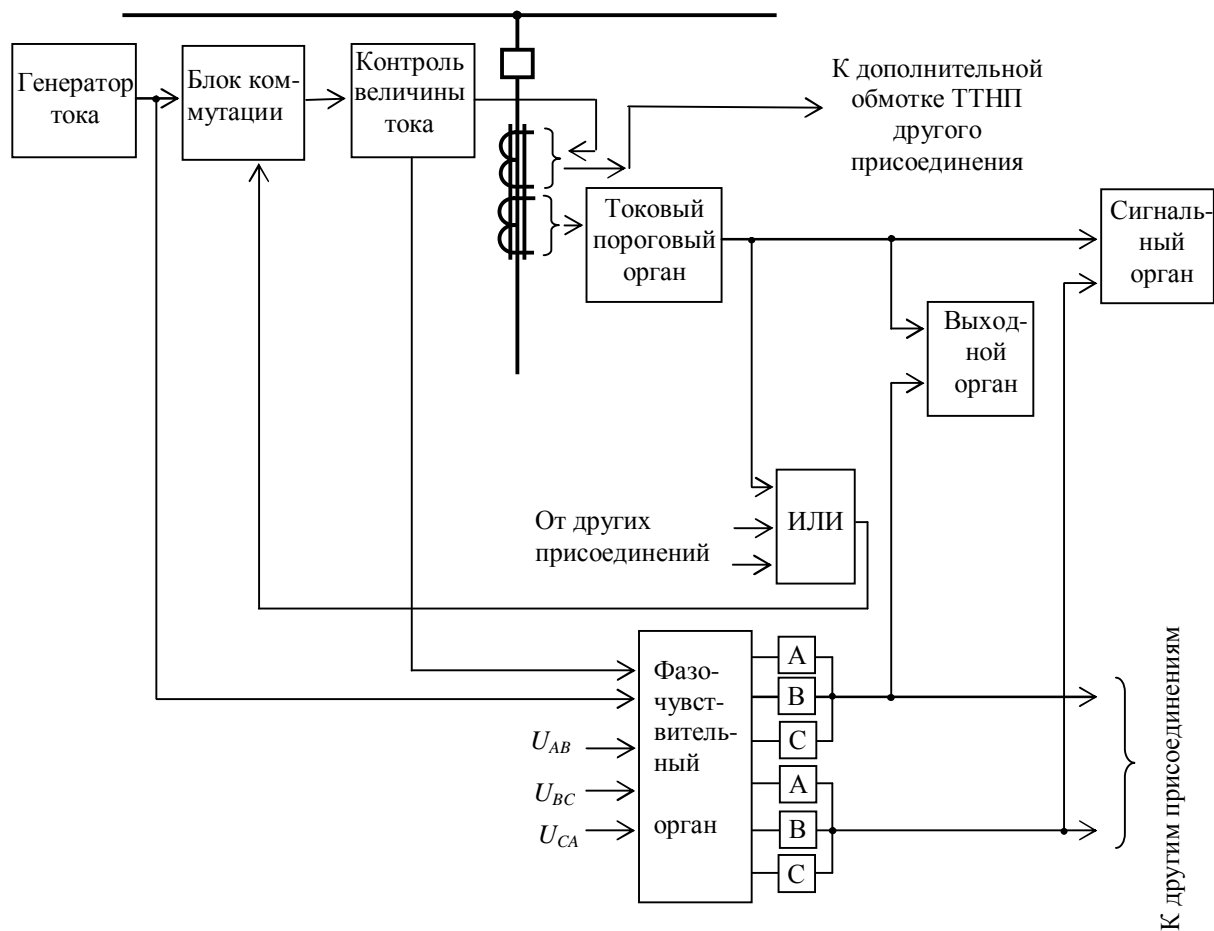 Генератор
тока
Блок ком-
мутации
Контроль
величины
тока
К дополнительной
обмотке ТТНП
другого
присоединения
Токовый
пороговый
орган
Сигналь-
ный
орган
Выход-
ной
орган
От других
присоединений
ИЛИ
Фазо-
чувст-
витель-
ный
орган
U_AB
U_BC
U_CA
А
В
С
А
В
С
К другим присоединениям